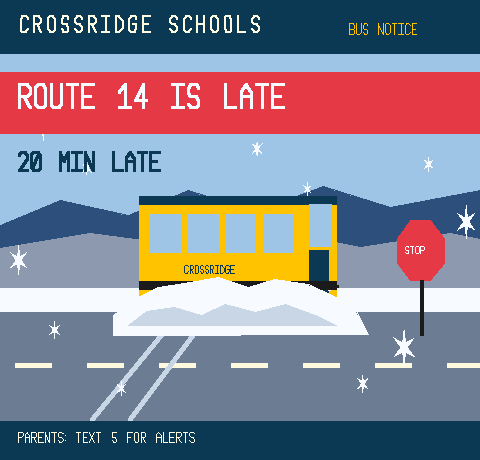 CROSSRIDGE SCHOOLS
BUS NOTICE
ROUTE 14 IS LATE
20 MIN LATE
CROSSRIDGE
STOP
PARENTS: TEXT 5 FOR ALERTS